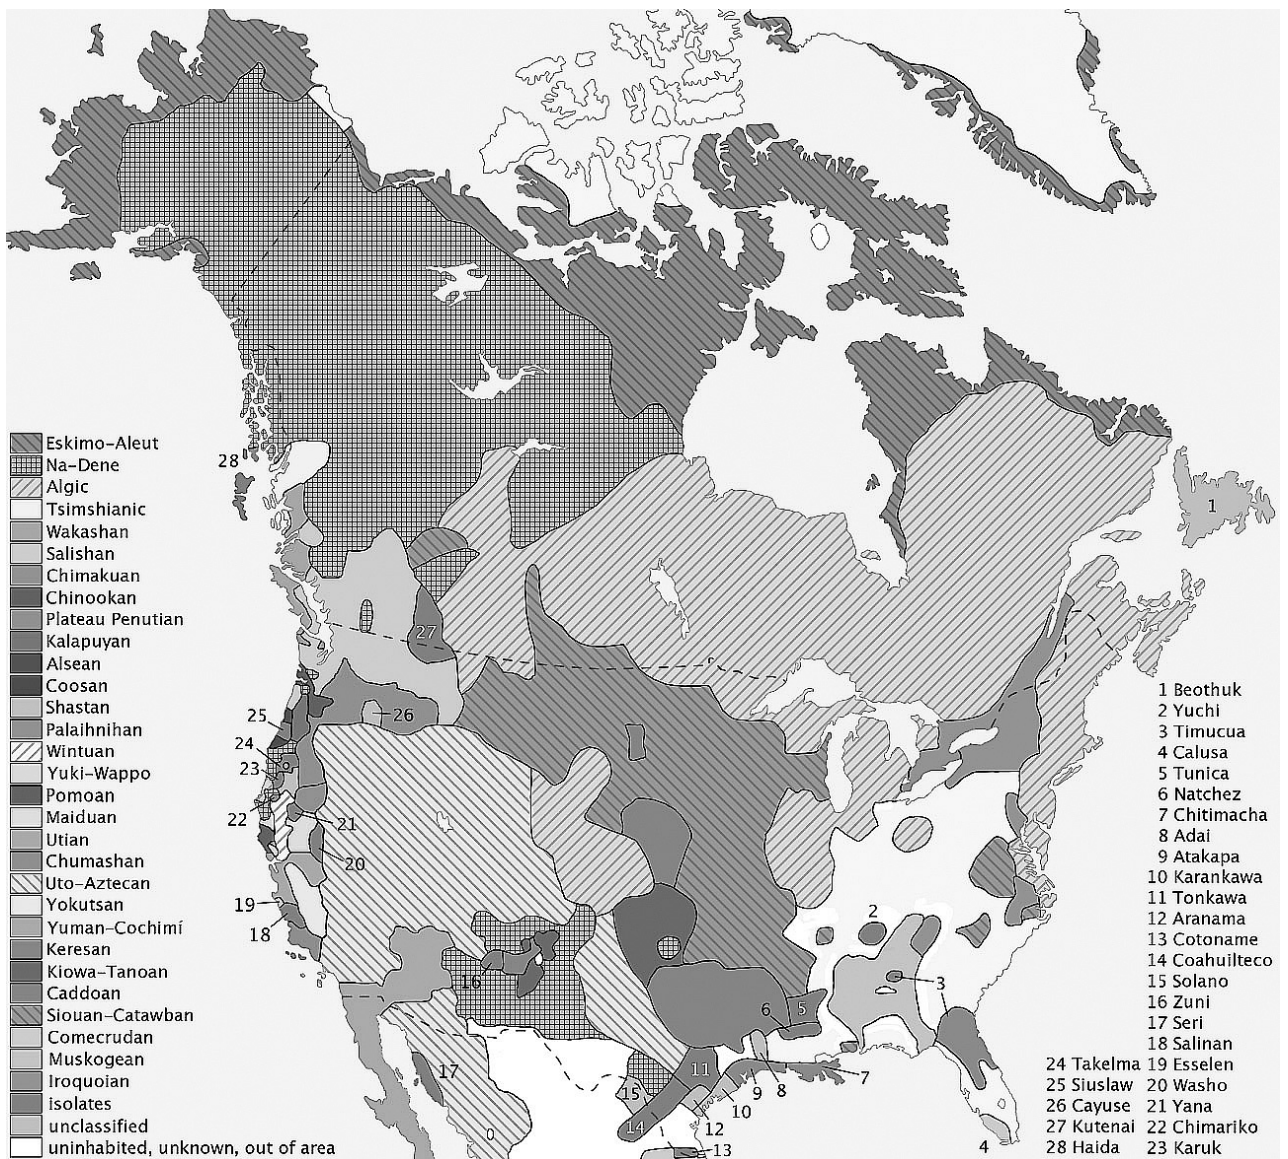 28
Eskimo-Aleut
Na-Dene
Algic
Tsimshianic
Wakashan
Salishan
Chimakuan
Chinookan
Plateau Penutian
Kalapuyan
Alsean
Coosan
Shastan
Palaihnihan
Wintuan
Yuki-Wappo
Pomoan
Maiduan
Utian
Chumashan
Uto-Aztecan
Yokutsan
Yuman-Cochimí
Keresan
Kiowa-Tanoan
Caddoan
Siouan-Catawban
Comecrudan
Muskogean
Iroquoian
isolates
unclassified
uninhabited, unknown, out of area
1
27
26
25
24
23
22
21
20
19
18
2
16
3
6
5
17
11
15
7
8
9
10
14
12
0
13
4
1 Beothuk
2 Yuchi
3 Timucua
4 Calusa
5 Tunica
6 Natchez
7 Chitimacha
8 Adai
9 Atakapa
10 Karankawa
11 Tonkawa
12 Aranama
13 Cotoname
14 Coahuilteco
15 Solano
16 Zuni
17 Seri
18 Salinan
24 Takelma 19 Esselen
25 Siuslaw 20 Washo
26 Cayuse 21 Yana
27 Kutenai 22 Chimariko
28 Haida 23 Karuk